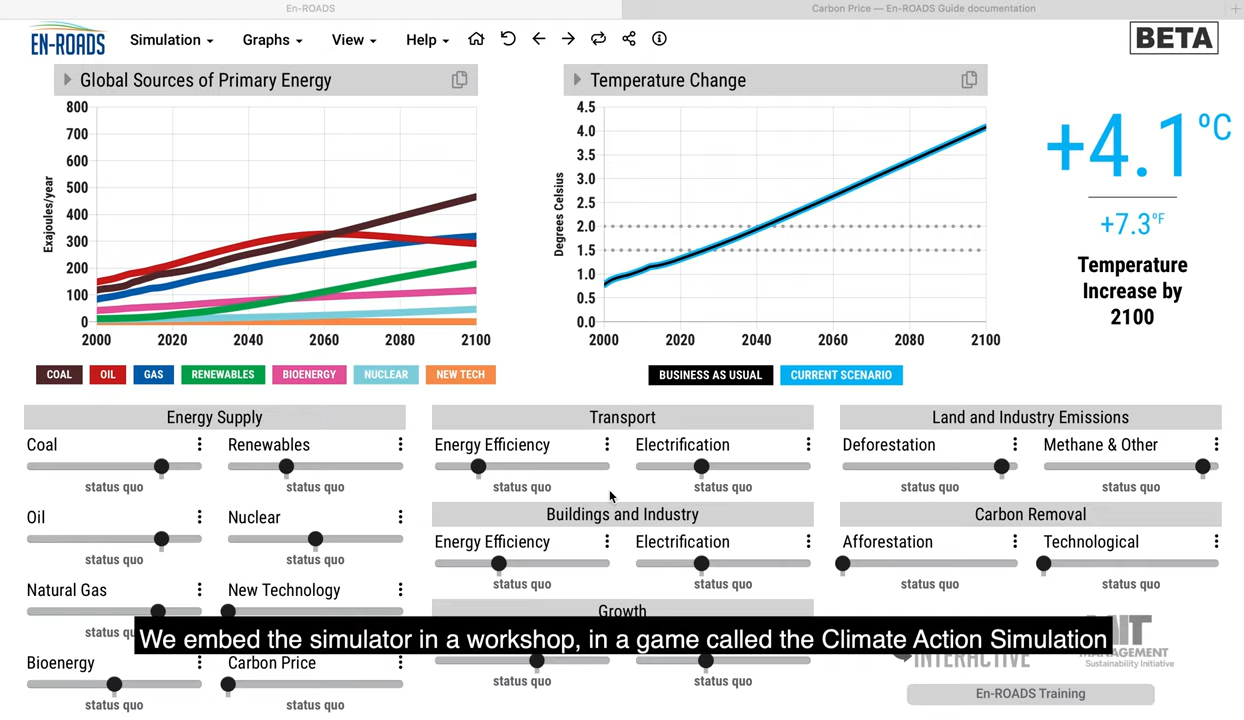 En-ROADS
Carbon Price — En-ROADS Guide documentation
EN-ROADS
Simulation
Graphs
View
Help
BETA
Global Sources of Primary Energy
800
700
600
500
400
300
200
100
0
Exajoules/year
2000 2020 2040 2060 2080 2100
COAL OIL GAS RENEWABLES BIOENERGY NUCLEAR NEW TECH
Temperature Change
4.5
4.0
3.5
3.0
2.5
2.0
1.5
1.0
0.5
0.0
Degrees Celsius
2000 2020 2040 2060 2080 2100
BUSINESS AS USUAL CURRENT SCENARIO
+4.1 °C
+7.3 °F
Temperature
Increase by
2100
Energy Supply
Coal Renewables
status quo status quo
Oil Nuclear
status quo status quo
Natural Gas New Technology
Bioenergy Carbon Price
status quo status quo
Transport
Energy Efficiency Electrification
status quo status quo
Buildings and Industry
Energy Efficiency Electrification
status quo status quo
Growth
status quo status quo
Land and Industry Emissions
Deforestation Methane & Other
status quo status quo
Carbon Removal
Afforestation Technological
status quo status quo
We embed the simulator in a workshop, in a game called the Climate Action Simulation
INTERACTIVE
MANAGEMENT
Sustainability Initiative
En-ROADS Training